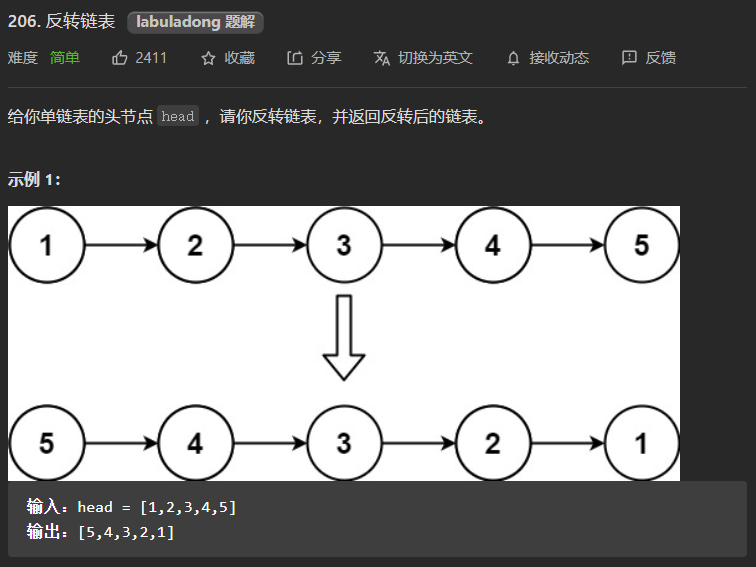 206. 反转链表 labuladong 题解
难度 简单 2411 收藏 分享 切换为英文 接收动态 反馈
给你单链表的头节点 head ，请你反转链表，并返回反转后的链表。
示例 1：
1 2 3 4 5
5 4 3 2 1
输入：head = [1,2,3,4,5]
输出：[5,4,3,2,1]